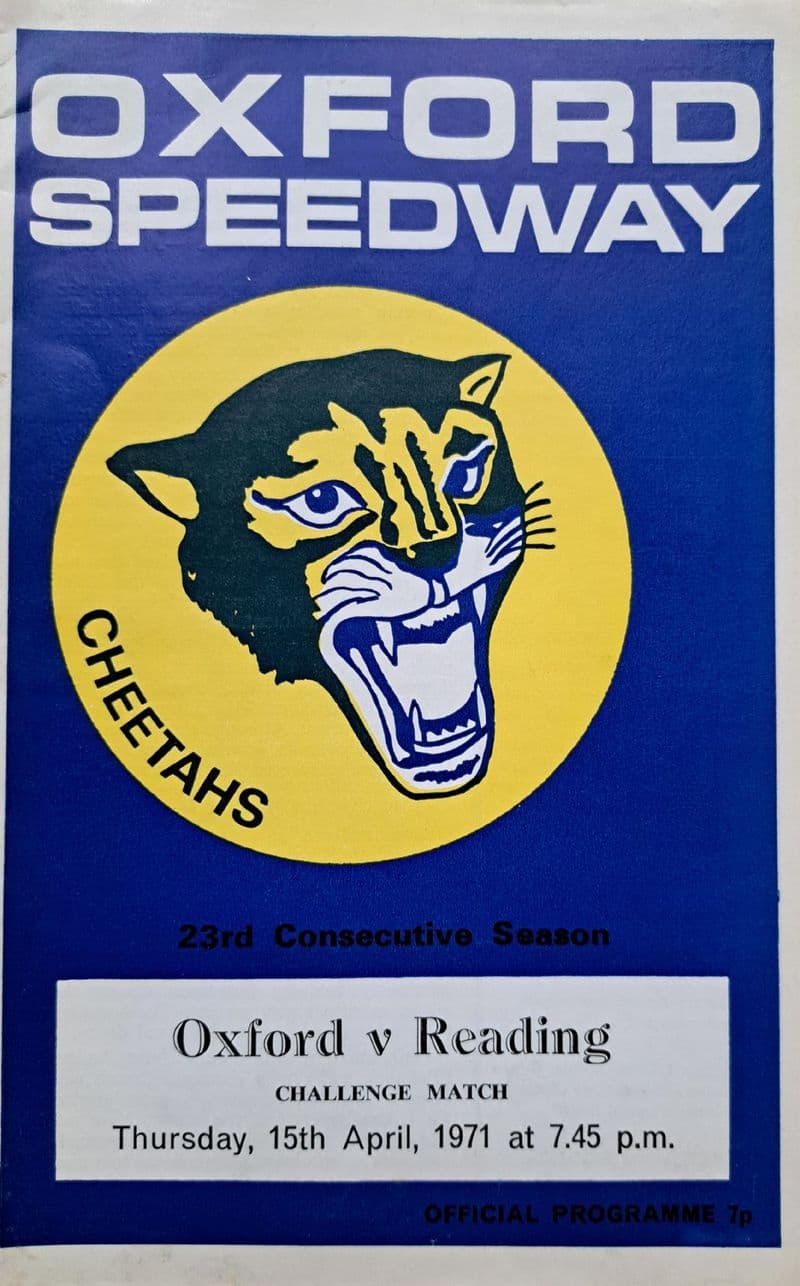 OXFORD
SPEEDWAY
CHEETAHS
23rd Consecutive Season
Oxford v Reading
CHALLENGE MATCH
Thursday, 15th April, 1971 at 7.45 p.m.
OFFICIAL PROGRAMME 7p